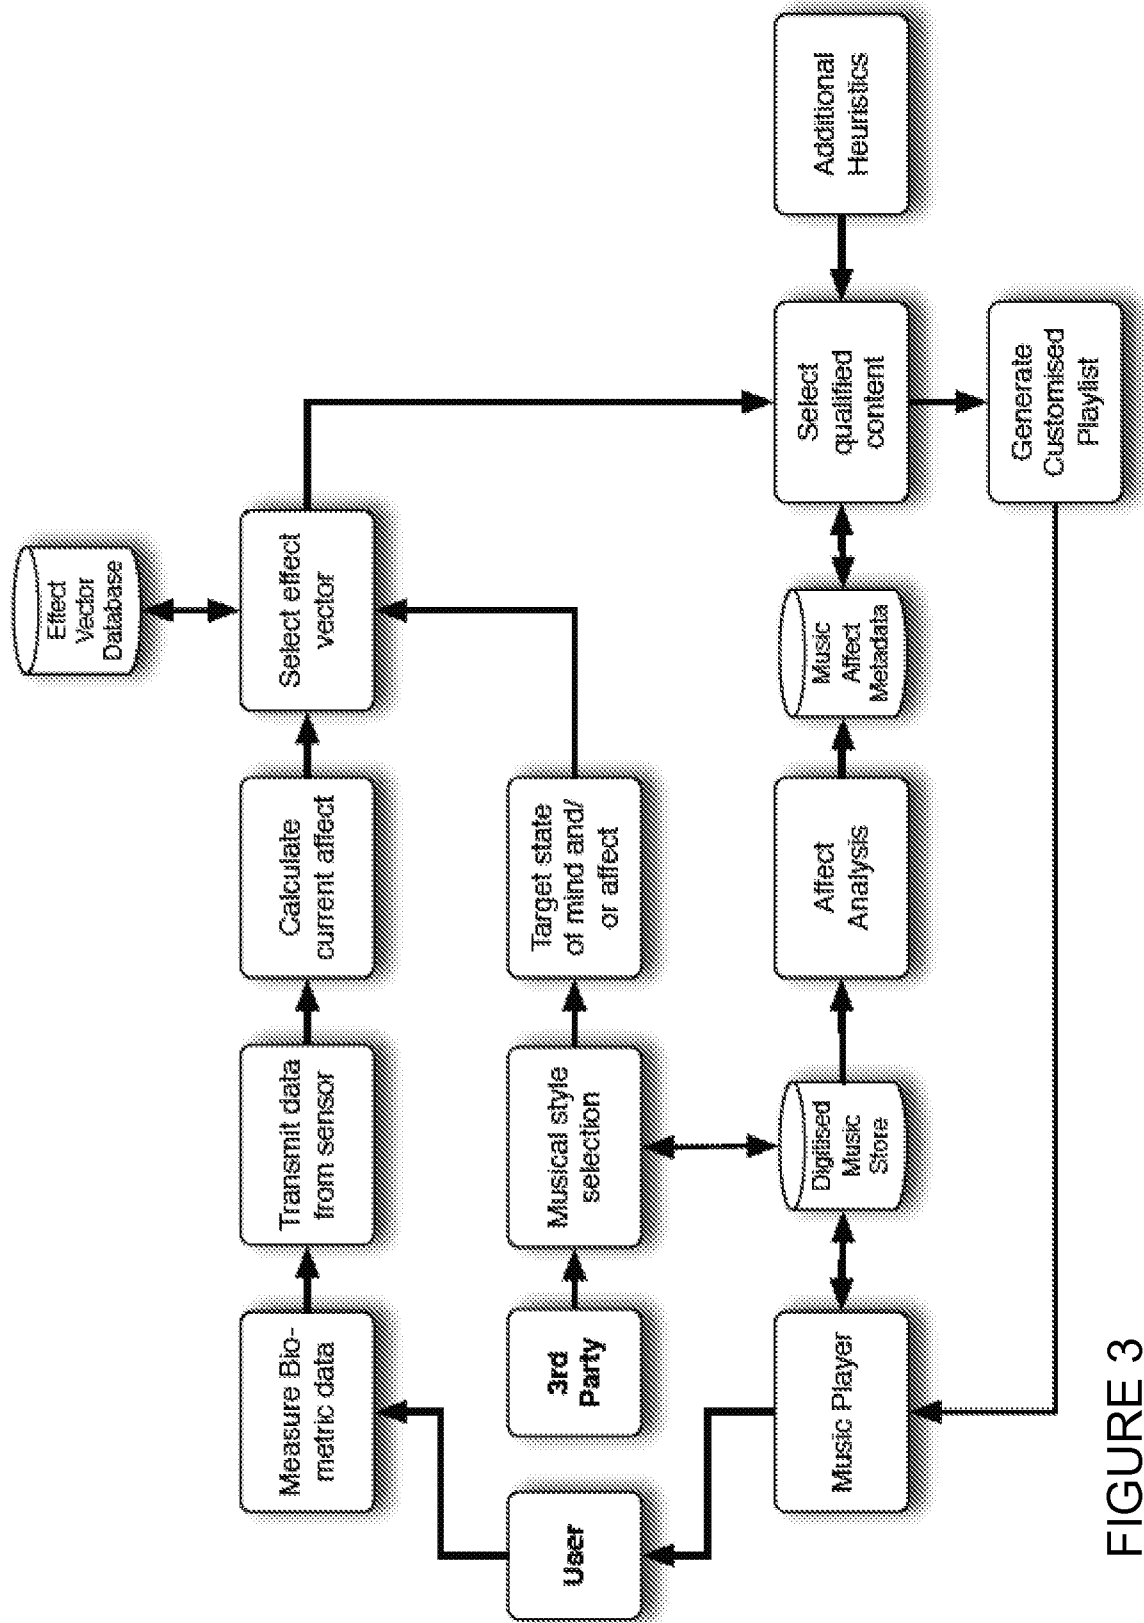 Effect
Vector
Database
Measure Bio-
metric data
Transmit data
from sensor
Calculate
current affect
Select effect
vector
User
3rd
Party
Musical style
selection
Target state
of mind and/
or affect
Music Player
Digitised
Music
Store
Affect
Analysis
Music
Affect
Metadata
Select
qualified
content
Additional
Heuristics
Generate
Customised
Playlist
FIGURE 3